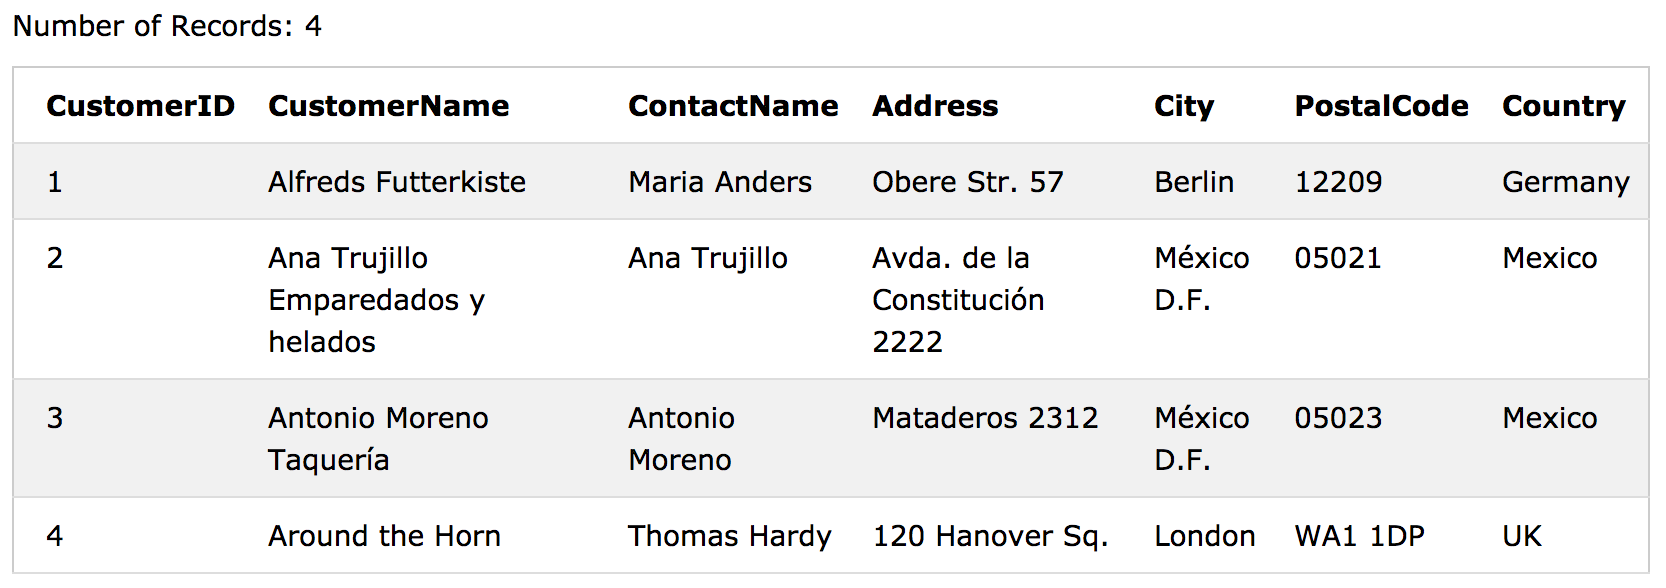 Number of Records: 4
CustomerID CustomerName ContactName Address City PostalCode Country
1 Alfreds Futterkiste Maria Anders Obere Str. 57 Berlin 12209 Germany
2 Ana Trujillo Ana Trujillo Avda. de la México 05021 Mexico
Emparedados y Constitución D.F.
helados 2222
3 Antonio Moreno Antonio Mataderos 2312 México 05023 Mexico
Taquería Moreno D.F.
4 Around the Horn Thomas Hardy 120 Hanover Sq. London WA1 1DP UK